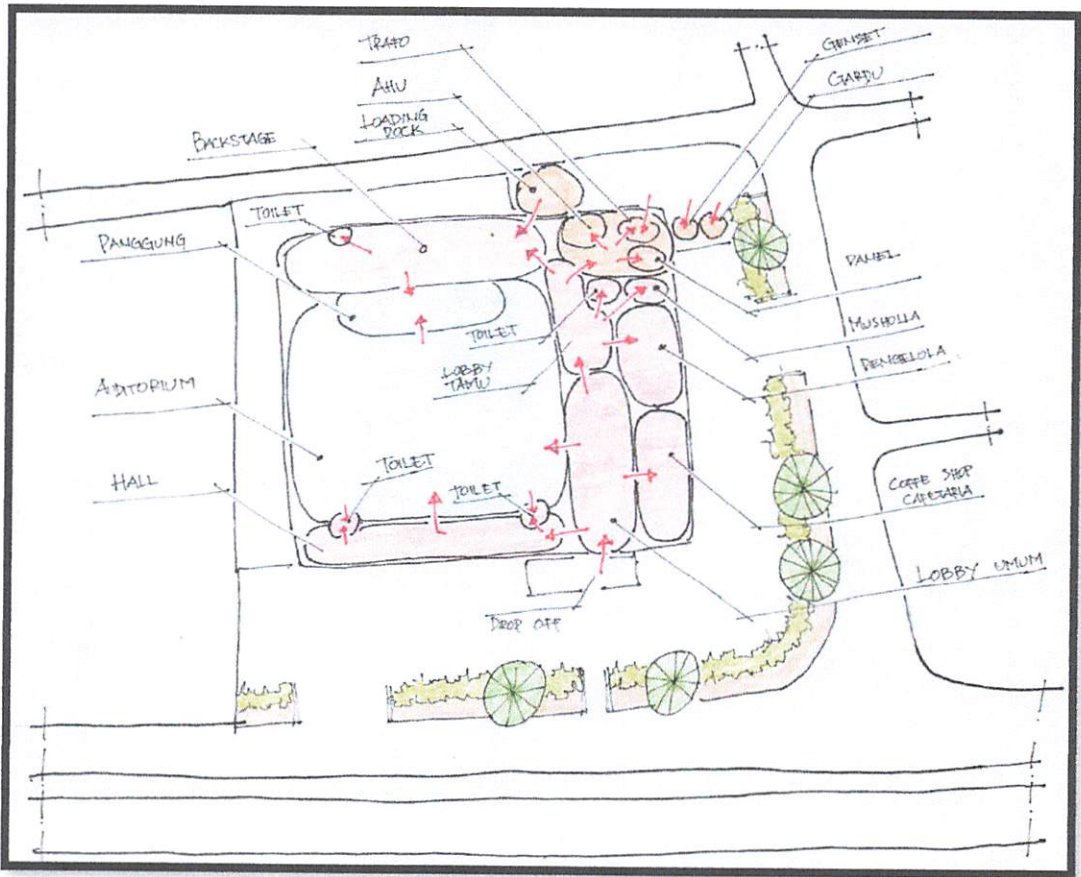 TRAFO
GENSET
GARDU
AHU
LOADING
DOCK
BACKSTAGE
TOILET
PANGGUNG
PANEL
MUSHOLLA
TOILET
PENGELOLA
LOBBY
TAMU
AUDITORIUM
TOILET
TOILET
HALL
COFFE SHOP
CAFETARIA
LOBBY UMUM
DROP OFF